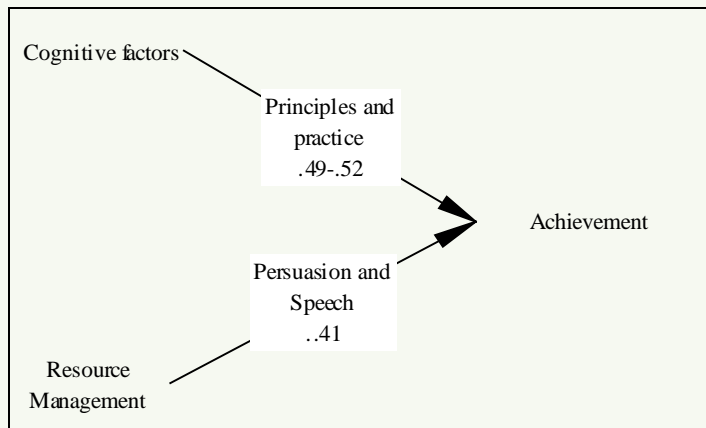 Cognitive factors
Principles and
practice
.49-.52
Achievement
Persuasion and
Speech
..41
Resource
Management